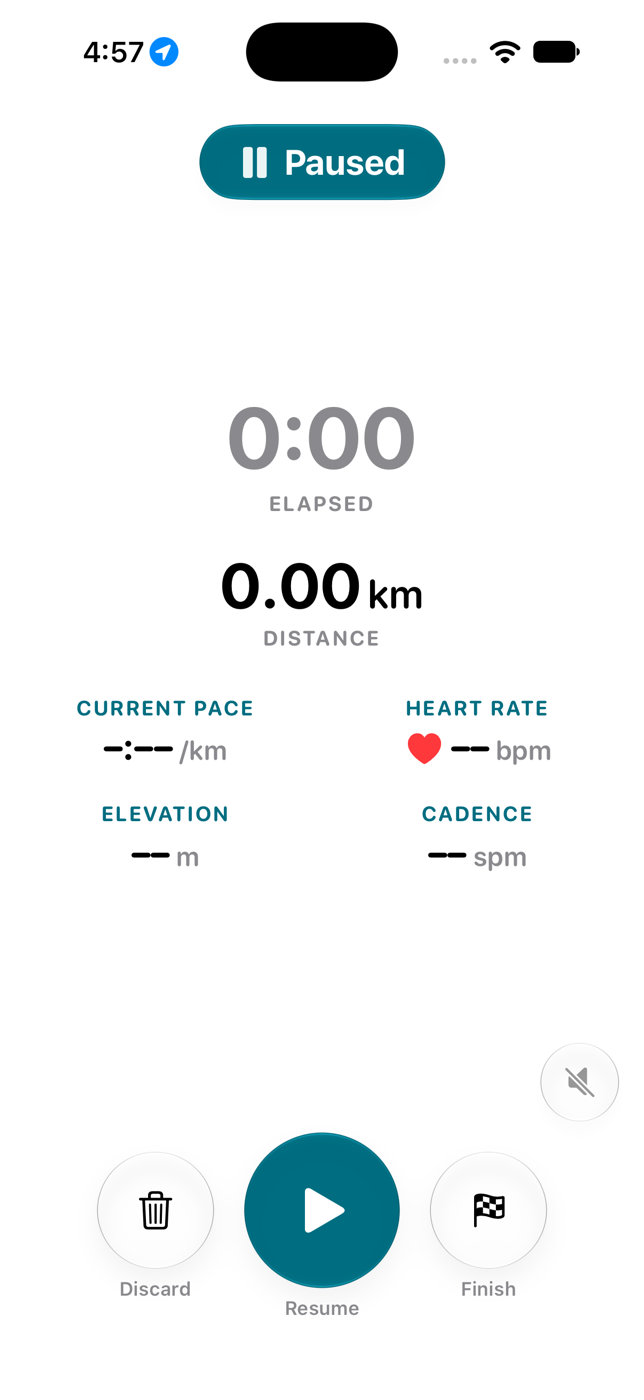 4:57
Paused
0:00
ELAPSED
0.00 km
DISTANCE
CURRENT PACE
HEART RATE
–:–– /km
–– bpm
ELEVATION
CADENCE
–– m
–– spm
Discard
Resume
Finish